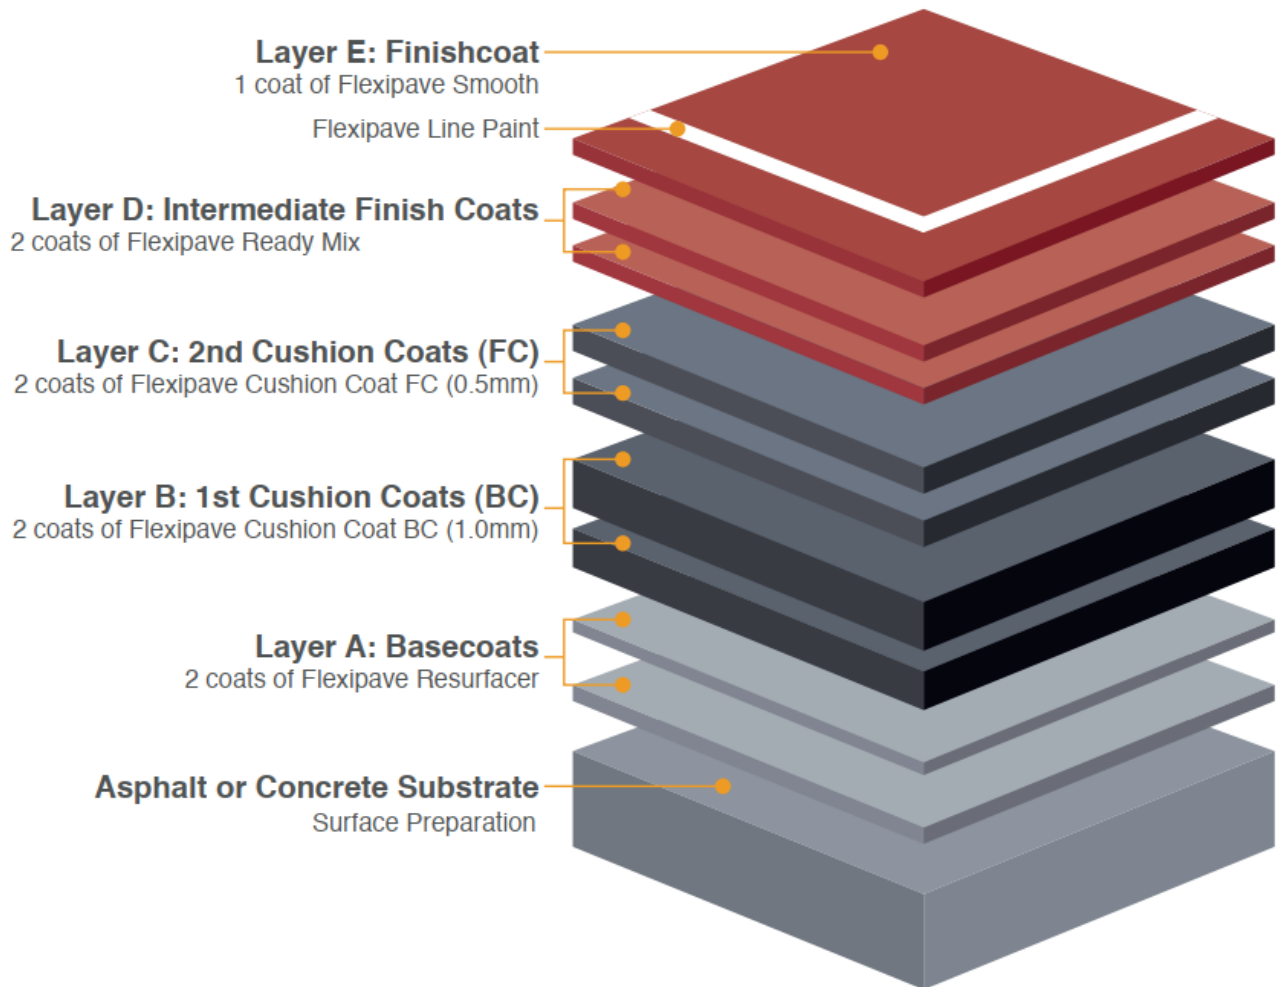 Layer E: Finishcoat
1 coat of Flexipave Smooth
Flexipave Line Paint
Layer D: Intermediate Finish Coats
2 coats of Flexipave Ready Mix
Layer C: 2nd Cushion Coats (FC)
2 coats of Flexipave Cushion Coat FC (0.5mm)
Layer B: 1st Cushion Coats (BC)
2 coats of Flexipave Cushion Coat BC (1.0mm)
Layer A: Basecoats
2 coats of Flexipave Resurfacer
Asphalt or Concrete Substrate
Surface Preparation